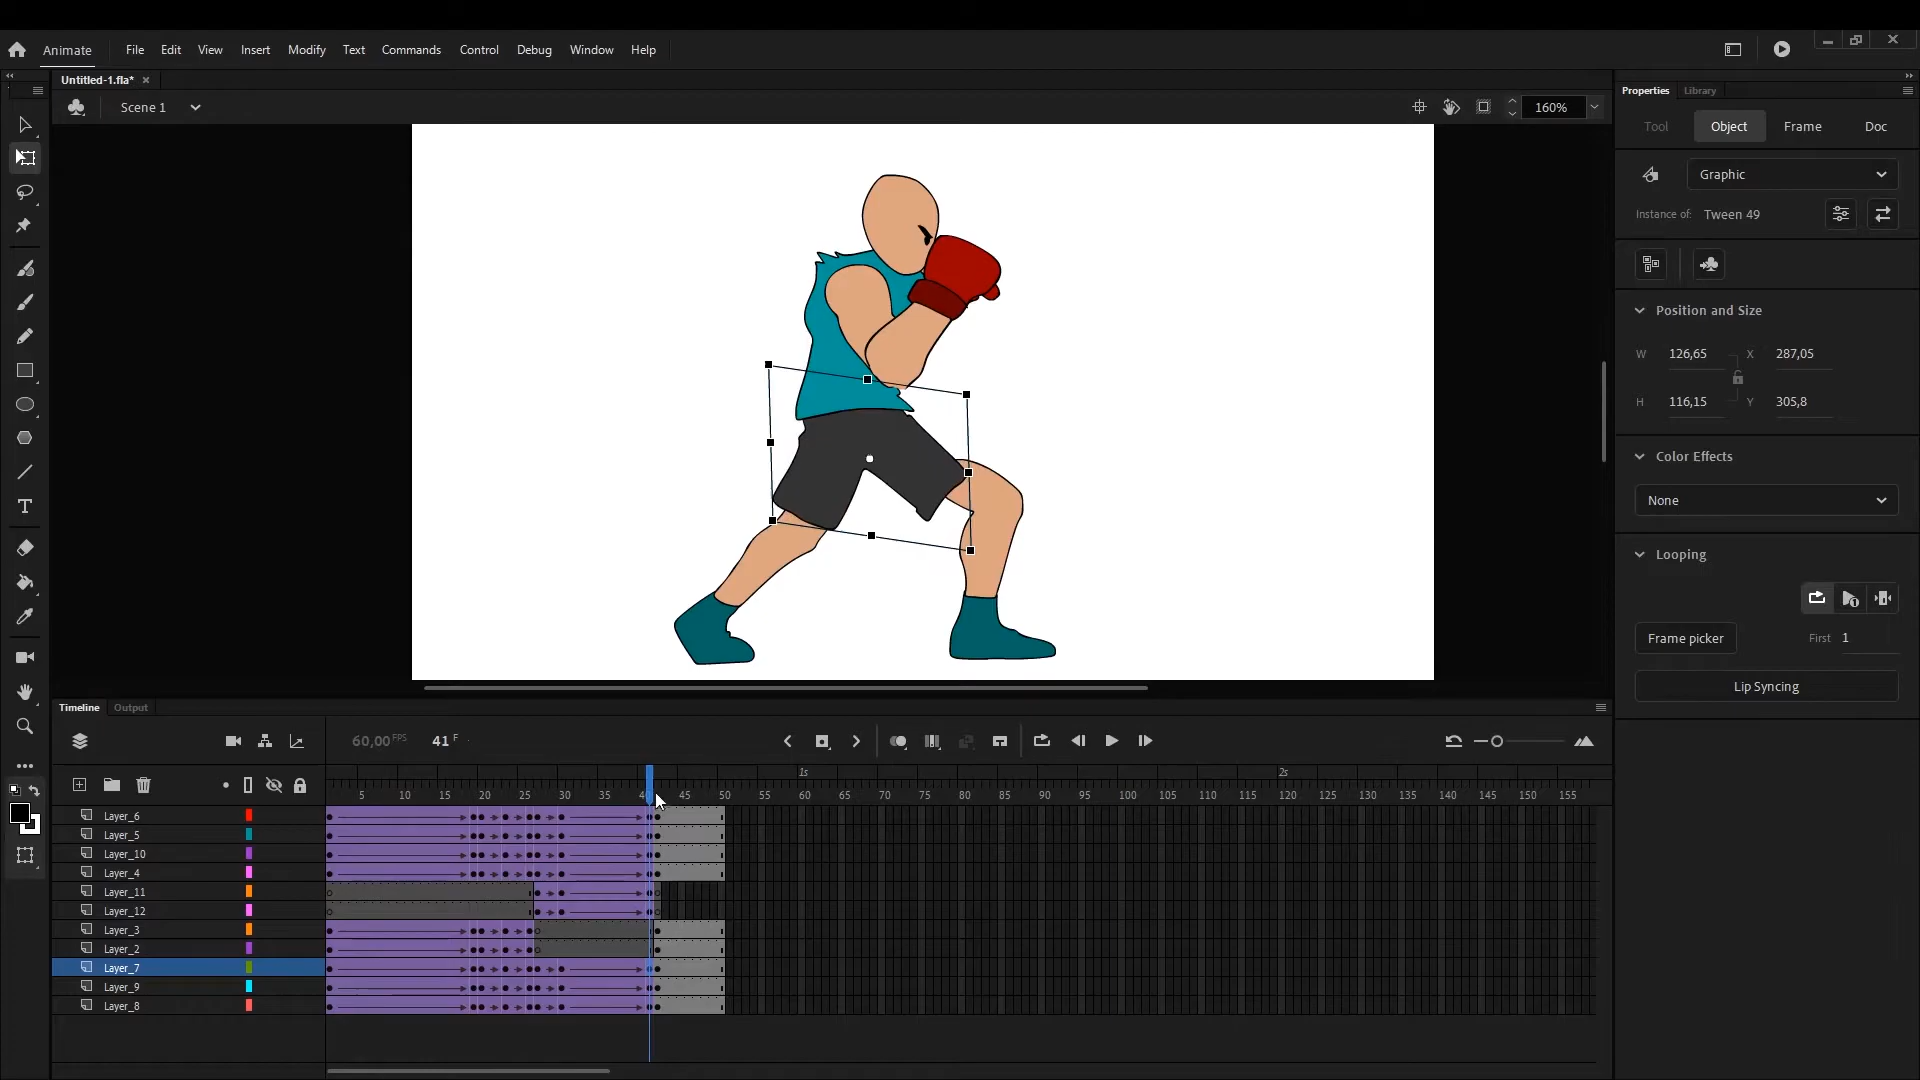 Animate File Edit View Insert Modify Text Commands Control Debug Window Help
Untitled-1.fla*
Scene 1
160%
Properties Library
Tool Object Frame Doc
Graphic
Instance of: Tween 49
Position and Size
W 126,65 X 287,05
H 116,15 Y 305,8
Color Effects
None
Looping
Frame picker First 1
Lip Syncing
Timeline Output
60,00 FPS 41 F
1s 2s
5 10 15 20 25 30 35 40 45 50 55 60 65 70 75 80 85 90 95 100 105 110 115 120 125 130 135 140 145 150 155
Layer_6
Layer_5
Layer_10
Layer_4
Layer_11
Layer_12
Layer_3
Layer_2
Layer_7
Layer_9
Layer_8